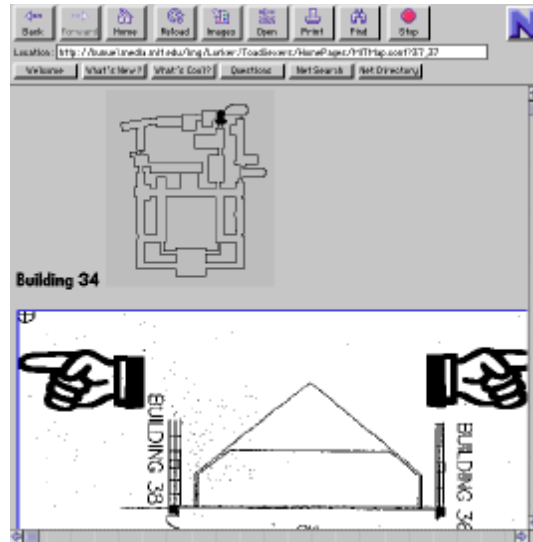 Back Forward Home Reload Images Open Print Find Stop
N
Welcome What's New? What's Cool? Questions Net Search Net Directory
Building 34
BUILDING 38
BUILDING 36